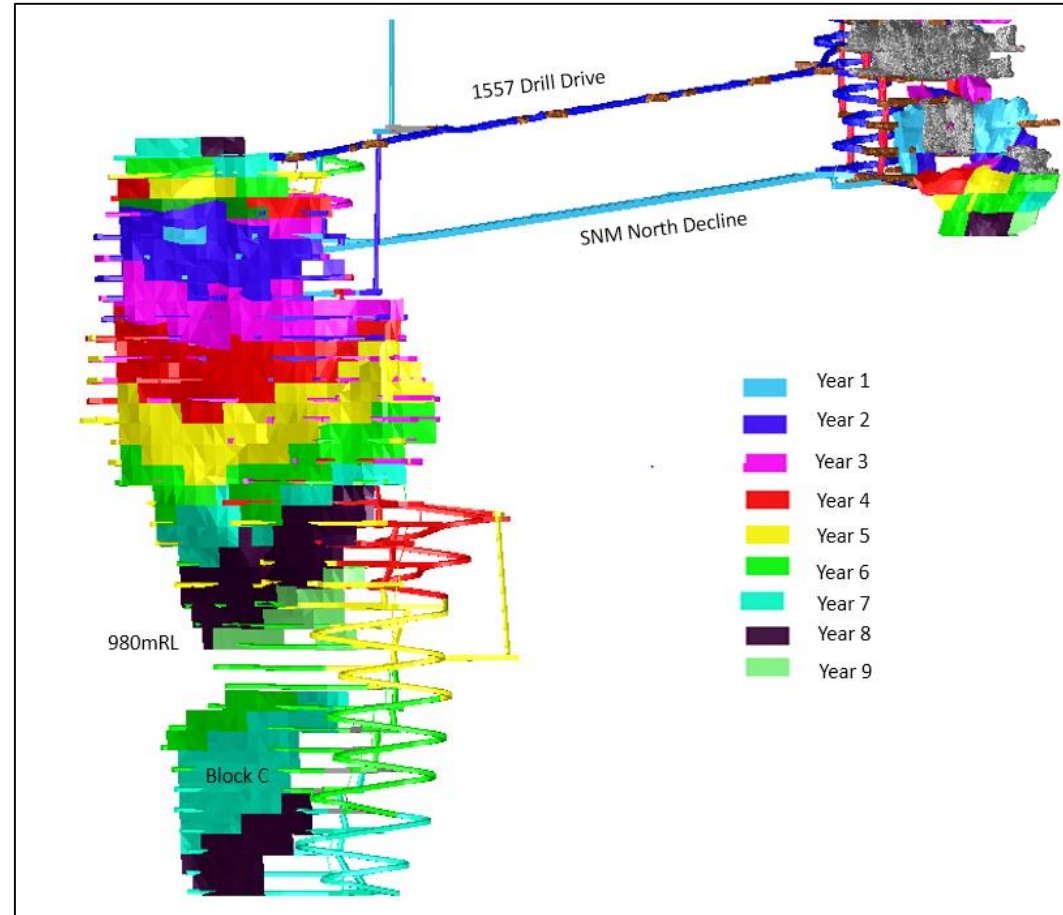 1557 Drill Drive
SNM North Decline
Year 1
Year 2
Year 3
Year 4
Year 5
Year 6
Year 7
Year 8
Year 9
980mRL
Block C